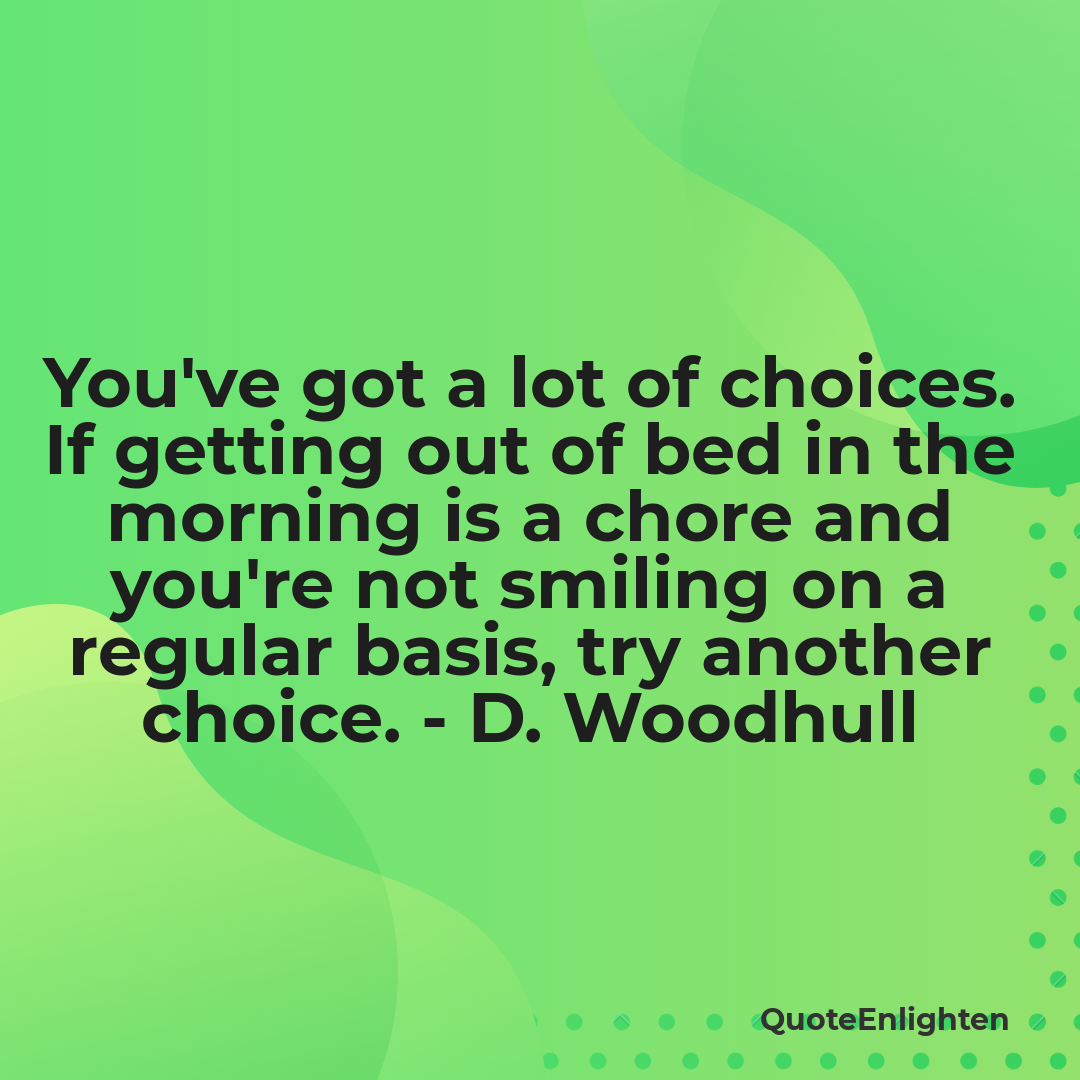 You've got a lot of choices.
If getting out of bed in the
morning is a chore and
you're not smiling on a
regular basis, try another
choice. - D. Woodhull
QuoteEnlighten